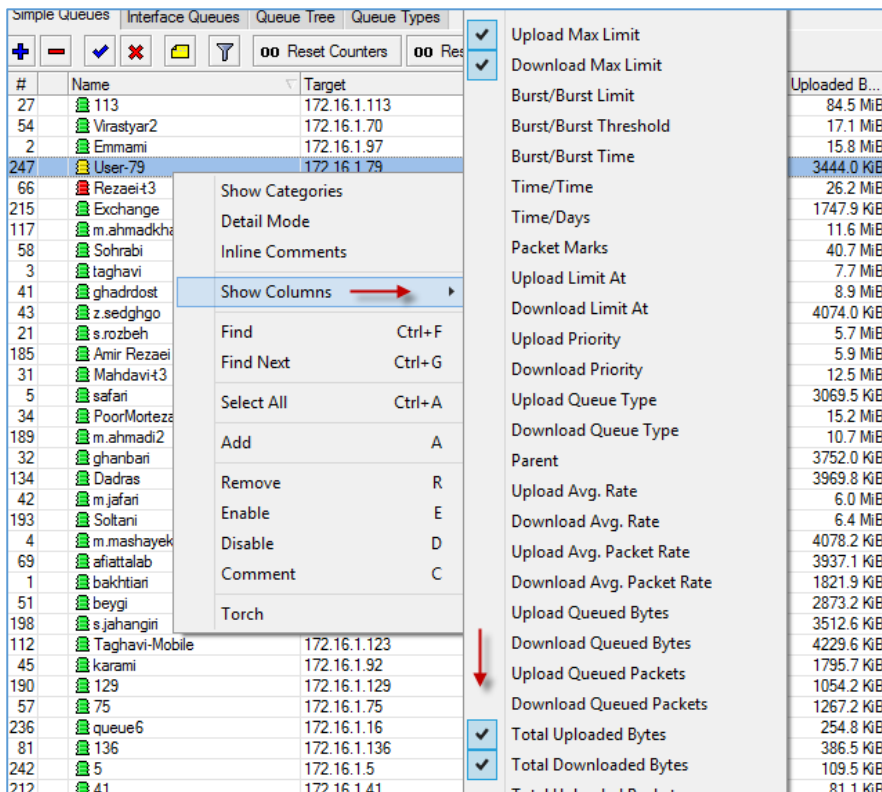 Simple Queues Interface Queues Queue Tree Queue Types
00 Reset Counters 00 Res
# Name Target Uploaded B...
27 113 172.16.1.113 84.5 MiB
54 Virastyar2 172.16.1.70 17.1 MiB
2 Emmami 172.16.1.97 15.8 MiB
247 User-79 172.16.1.79 3444.0 KiB
66 Rezaei-t3 26.2 MiB
215 Exchange 1747.9 KiB
117 m.ahmadkha 11.6 MiB
58 Sohrabi 40.7 MiB
3 taghavi 7.7 MiB
41 ghadrdost 8.9 MiB
43 z.sedghgo 4074.0 KiB
21 s.rozbeh 5.7 MiB
185 Amir Rezaei 5.9 MiB
31 Mahdavi-t3 12.5 MiB
5 safari 3069.5 KiB
34 PoorMorteza 15.2 MiB
189 m.ahmadi2 10.7 MiB
32 ghanbari 3752.0 KiB
134 Dadras 3969.8 KiB
42 m.jafari 6.0 MiB
193 Soltani 6.4 MiB
4 m.mashayek 4078.2 KiB
69 afiattalab 3937.1 KiB
1 bakhtiari 1821.9 KiB
51 beygi 2873.2 KiB
198 s.jahangiri 3512.6 KiB
112 Taghavi-Mobile 172.16.1.123 4229.6 KiB
45 karami 172.16.1.92 1795.7 KiB
190 129 172.16.1.129 1054.2 KiB
57 75 172.16.1.75 1267.2 KiB
236 queue6 172.16.1.16 254.8 KiB
81 136 172.16.1.136 386.5 KiB
242 5 172.16.1.5 109.5 KiB
212 41 172.16.1.41 81.1 KiB
Show Categories
Detail Mode
Inline Comments
Show Columns
Find Ctrl+F
Find Next Ctrl+G
Select All Ctrl+A
Add A
Remove R
Enable E
Disable D
Comment C
Torch
Upload Max Limit
Download Max Limit
Burst/Burst Limit
Burst/Burst Threshold
Burst/Burst Time
Time/Time
Time/Days
Packet Marks
Upload Limit At
Download Limit At
Upload Priority
Download Priority
Upload Queue Type
Download Queue Type
Parent
Upload Avg. Rate
Download Avg. Rate
Upload Avg. Packet Rate
Download Avg. Packet Rate
Upload Queued Bytes
Download Queued Bytes
Upload Queued Packets
Download Queued Packets
Total Uploaded Bytes
Total Downloaded Bytes
Total Uploaded Packets